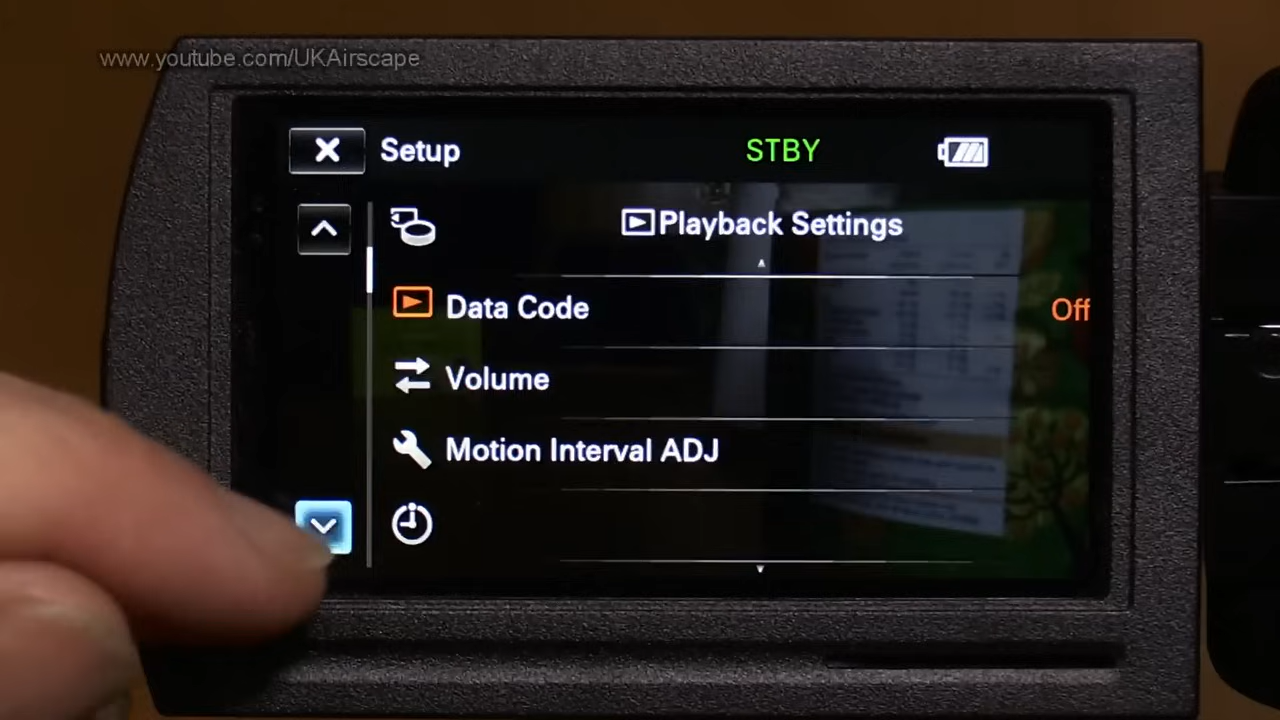 www.youtube.com/UKAirscape
Setup
STBY
Playback Settings
Data Code
Off
Volume
Motion Interval ADJ